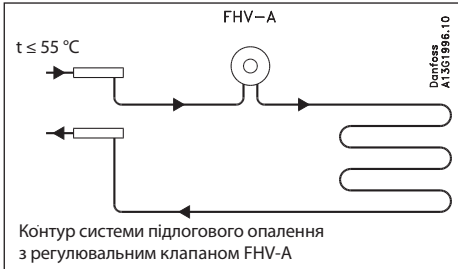 FHV–A
t ≤ 55 °C
Danfoss
A13G1996.10
Контур системи підлогового опалення
з регулювальним клапаном FHV-A